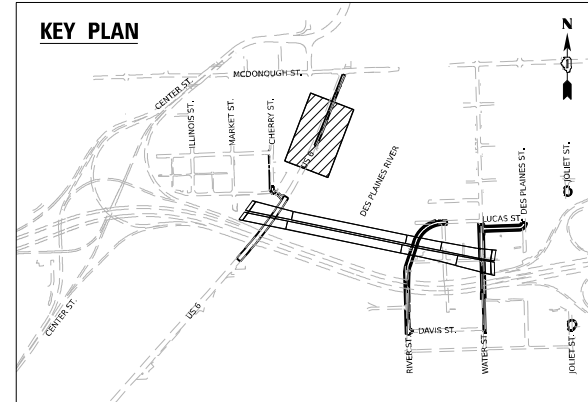 KEY PLAN
N
MCDONOUGH ST.
CENTER ST.
ILLINOIS ST.
MARKET ST.
CHERRY ST.
US 6
DES PLAINES RIVER
JOLIET ST.
DES PLAINES ST.
LUCAS ST.
CENTER ST.
US 6
DAVIS ST.
RIVER ST.
WATER ST.
JOLIET ST.